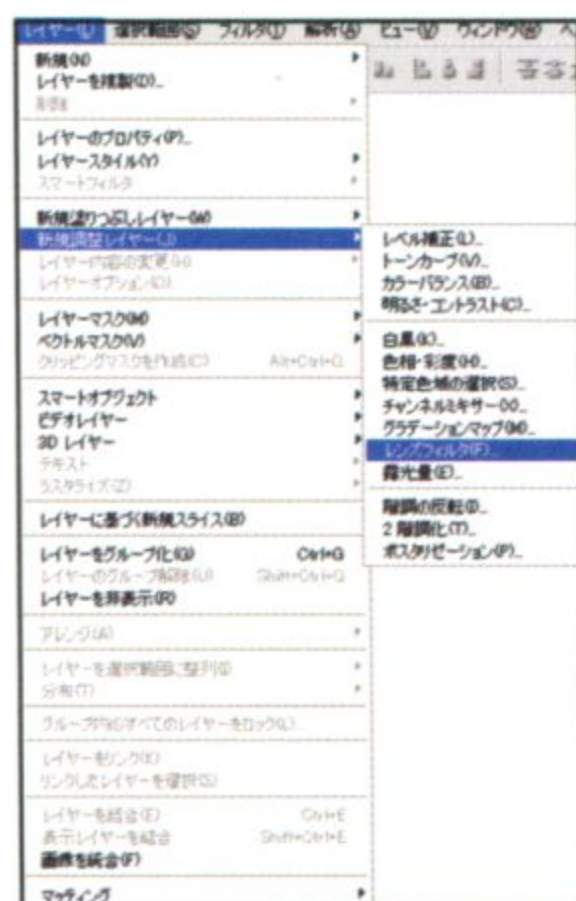 レイヤー(L) 選択範囲(S) フィルタ(T) 解析(A) ビュー(V) ウィンドウ(W)
新規(N)
レイヤーを複製(D)...
削除
レイヤーのプロパティ(P)...
レイヤースタイル(Y)
スマートフィルタ
新規塗りつぶしレイヤー(W)
新規調整レイヤー(J)
レイヤー内容の変更(H)
レイヤーオプション(O)...
レイヤーマスク(M)
ベクトルマスク(V)
クリッピングマスクを作成(C) Alt+Ctrl+G
スマートオブジェクト
ビデオレイヤー
3D レイヤー
テキスト
ラスタライズ(Z)
レイヤーに基づく新規スライス(B)
レイヤーをグループ化(G) Ctrl+G
レイヤーのグループ解除(U) Shift+Ctrl+G
レイヤーを非表示(R)
アレンジ(A)
レイヤーを選択範囲に整列(I)
分布(T)
グループ内のすべてのレイヤーをロック(L)...
レイヤーをリンク(K)
リンクしたレイヤーを選択(S)
レイヤーを結合(E) Ctrl+E
表示レイヤーを結合 Shift+Ctrl+E
画像を統合(F)
マッティング
レベル補正(L)...
トーンカーブ(V)...
カラーバランス(B)...
明るさ・コントラスト(C)...
白黒(K)...
色相・彩度(H)...
特定色域の選択(S)...
チャンネルミキサー(X)...
グラデーションマップ(M)...
レンズフィルタ(F)...
露光量(E)...
階調の反転(I)...
2 階調化(T)...
ポスタリゼーション(P)...